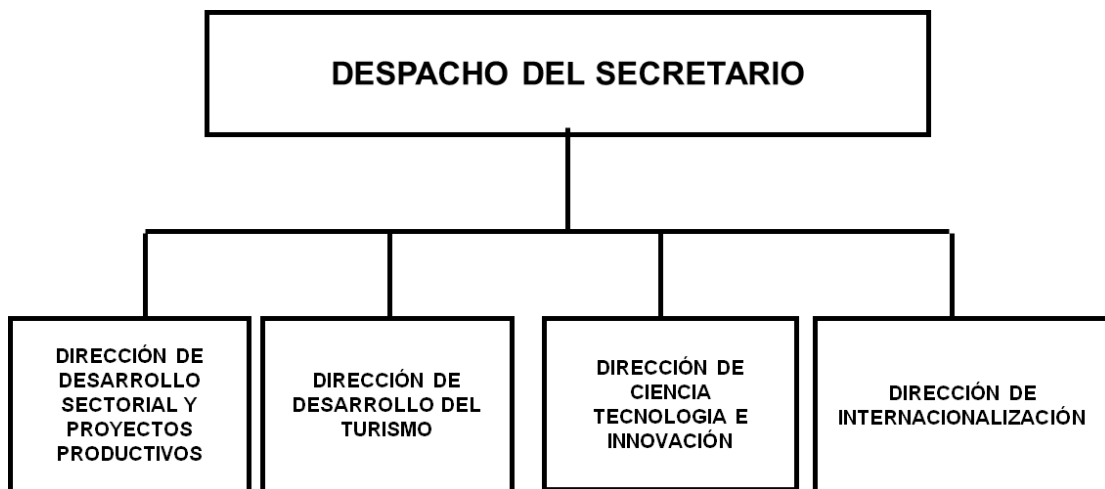 DESPACHO DEL SECRETARIO
DIRECCIÓN DE
DESARROLLO
SECTORIAL Y
PROYECTOS
PRODUCTIVOS
DIRECCIÓN DE
DESARROLLO DEL
TURISMO
DIRECCIÓN DE
CIENCIA
TECNOLOGIA E
INNOVACIÓN
DIRECCIÓN DE
INTERNACIONALIZACIÓN